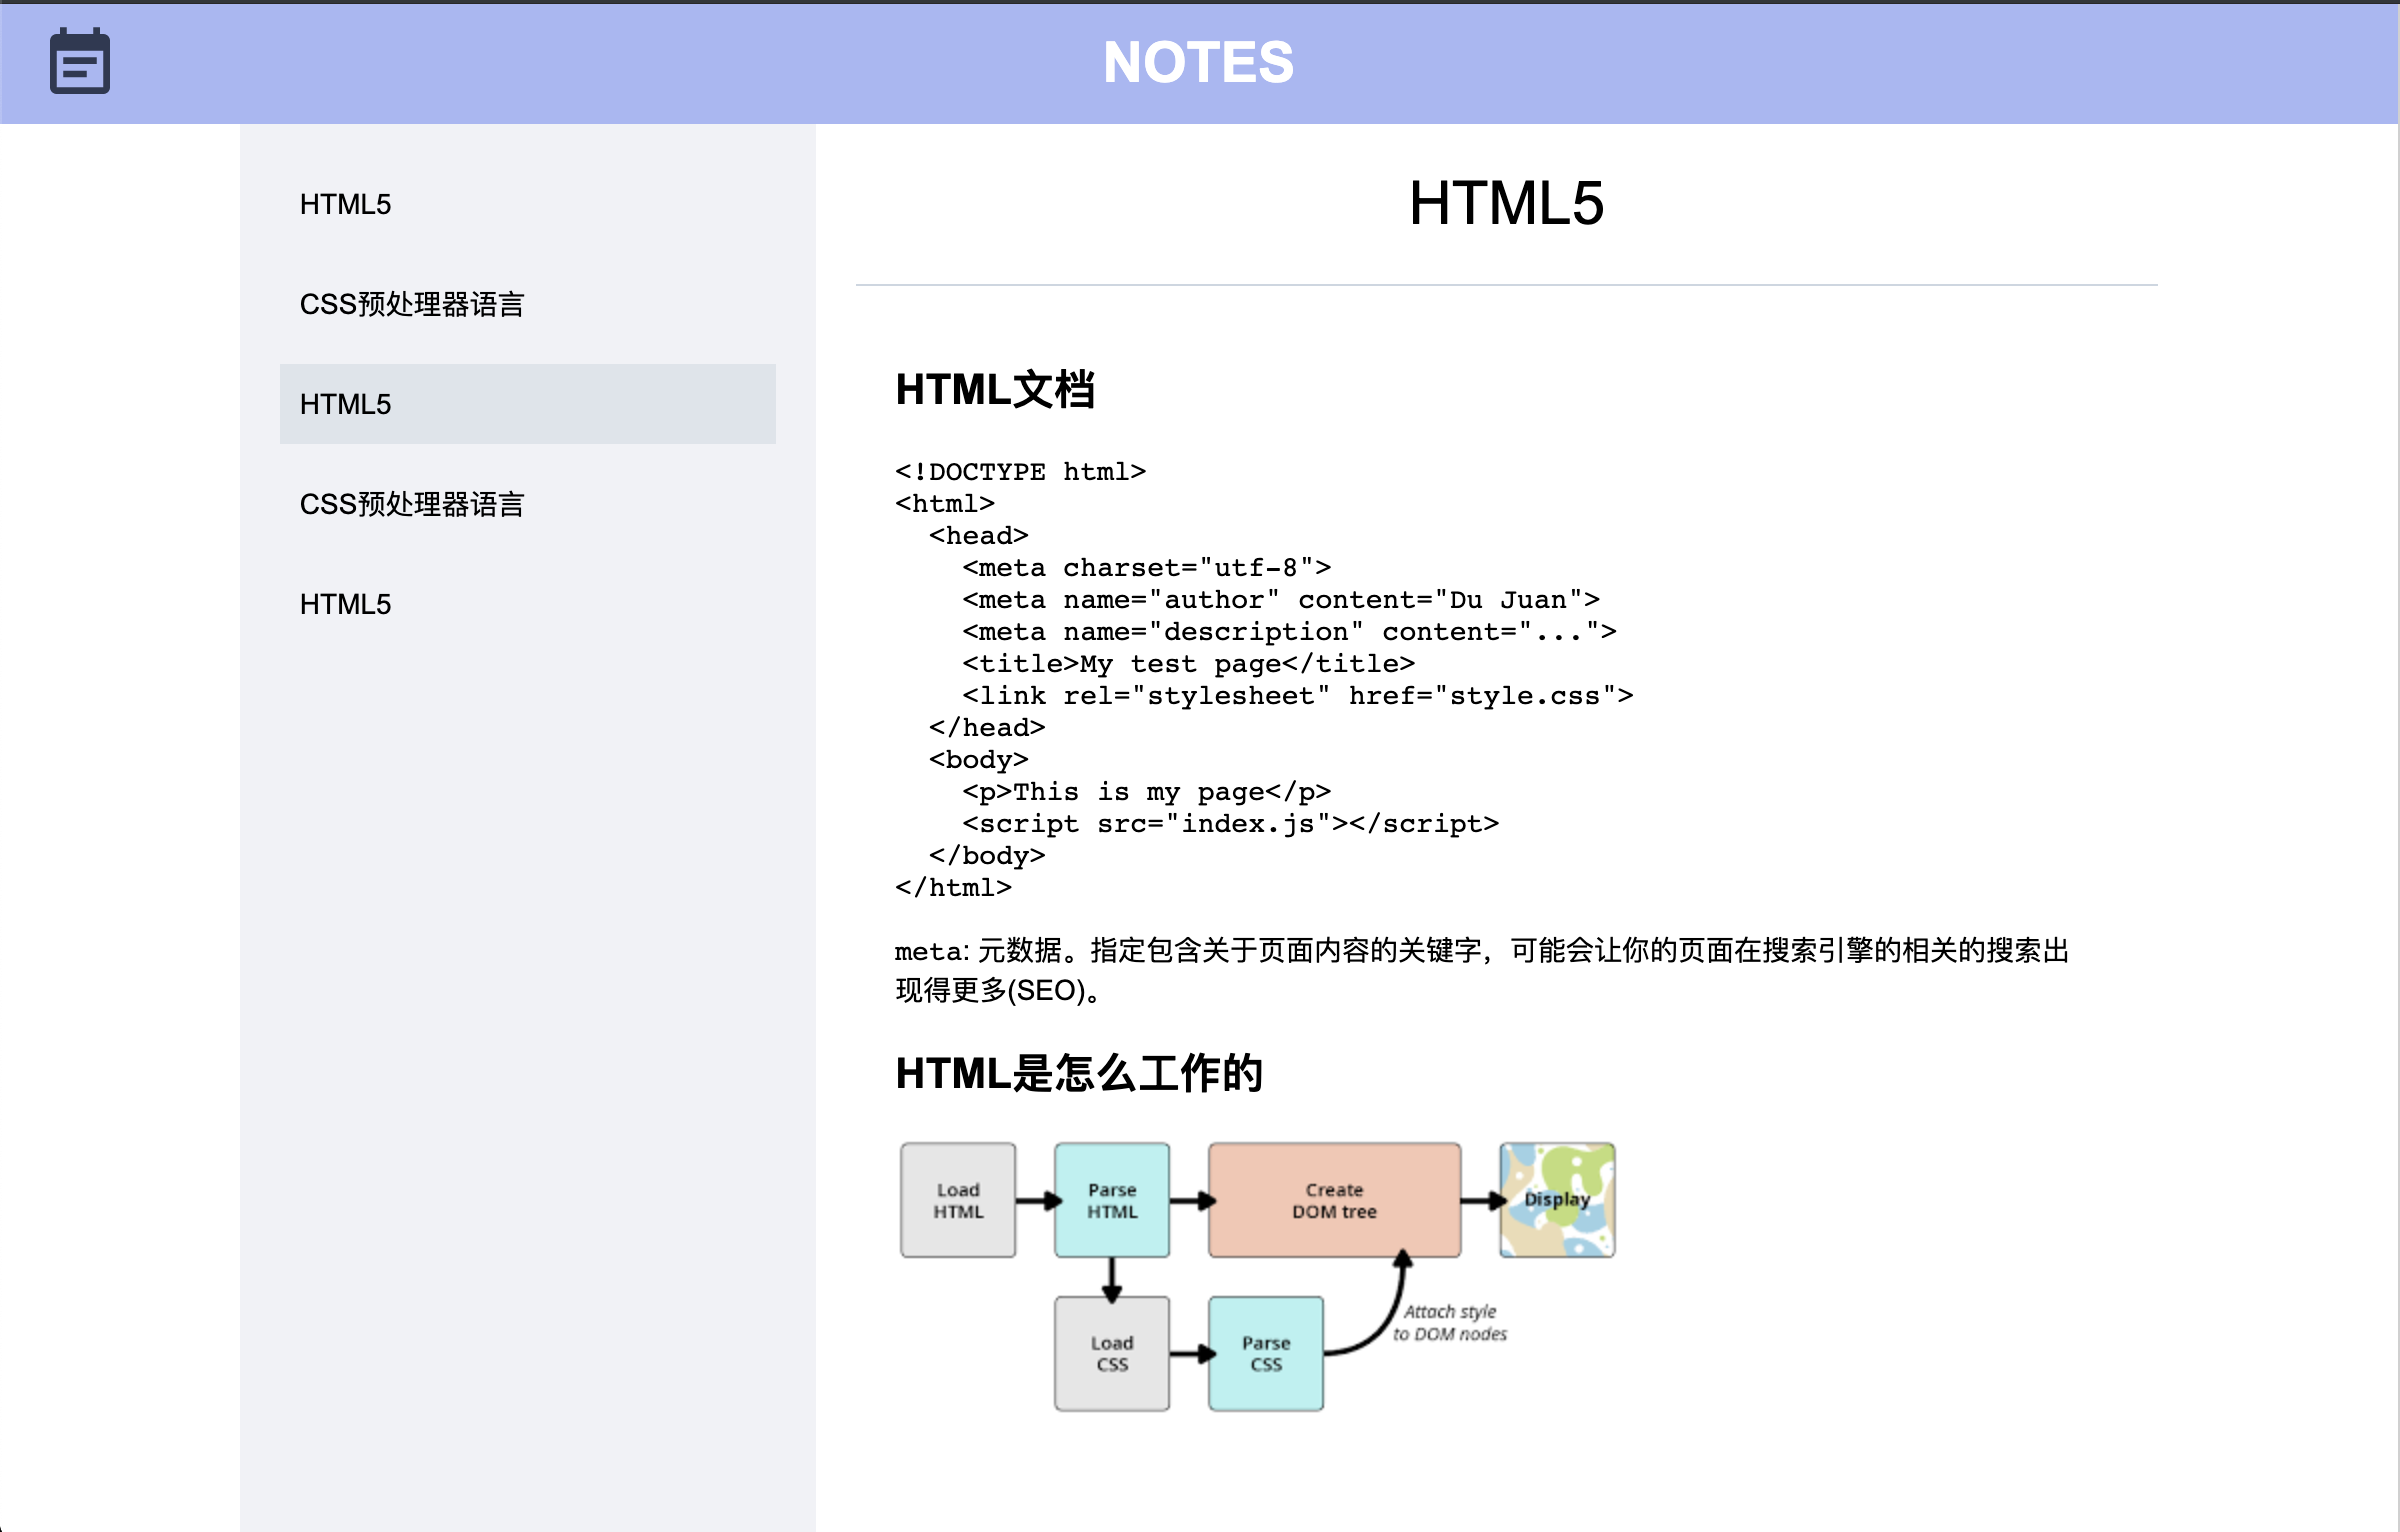 NOTES
HTML5
CSS预处理器语言
HTML5
CSS预处理器语言
HTML5
HTML5
HTML文档
<!DOCTYPE html>
<html>
  <head>
    <meta charset="utf-8">
    <meta name="author" content="Du Juan">
    <meta name="description" content="...">
    <title>My test page</title>
    <link rel="stylesheet" href="style.css">
  </head>
  <body>
    <p>This is my page</p>
    <script src="index.js"></script>
  </body>
</html>
meta: 元数据。指定包含关于页面内容的关键字，可能会让你的页面在搜索引擎的相关的搜索出
现得更多(SEO)。
HTML是怎么工作的
Load
HTML
Parse
HTML
Create
DOM tree
Display
Load
CSS
Parse
CSS
Attach style
to DOM nodes